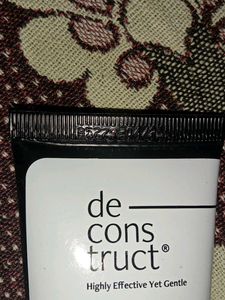 de
cons
truct®
Highly Effective Yet Gentle